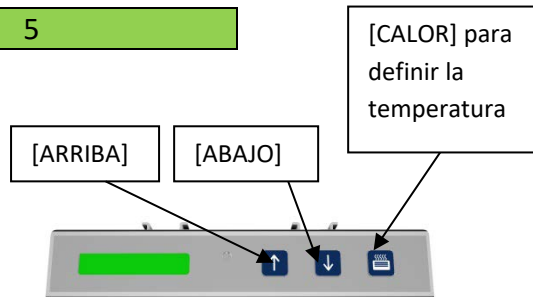 5
[CALOR] para
definir la
temperatura
[ARRIBA]
[ABAJO]